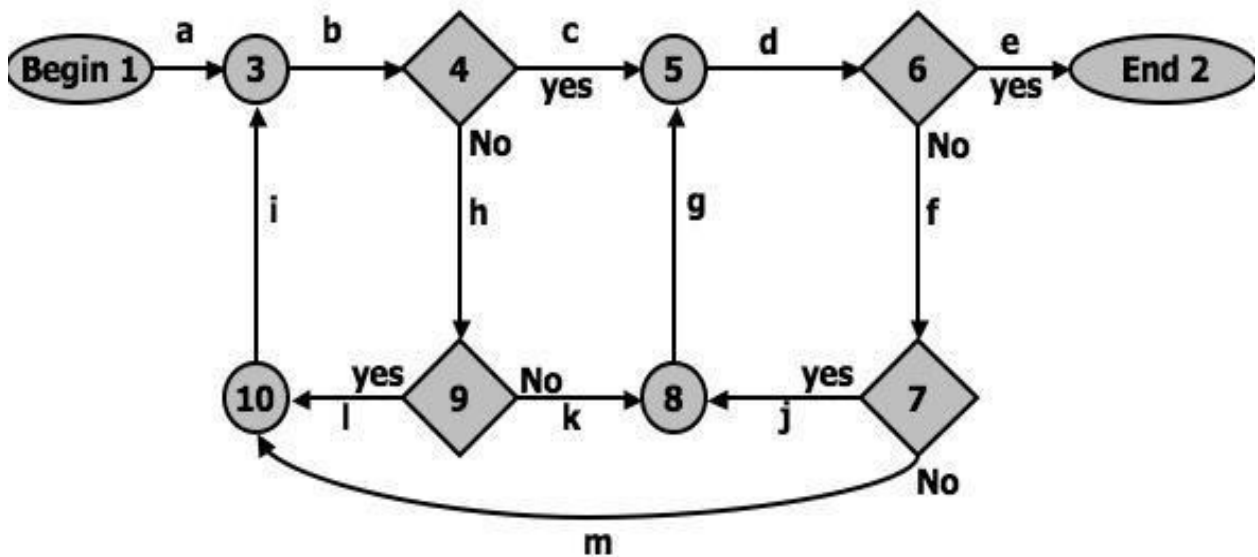 a b c d e
Begin 1 3 4 yes 5 6 yes End 2
No No
i h g f
yes No yes
10 9 8 7
l k j
No
m